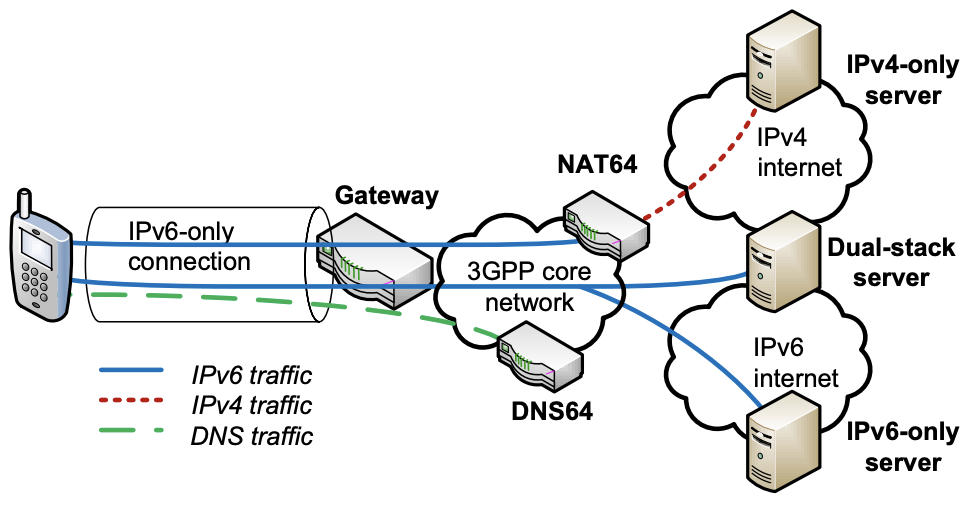 IPv4-only
server
IPv4
internet
NAT64
Gateway
IPv6-only
connection
3GPP core
network
Dual-stack
server
IPv6
internet
DNS64
IPv6-only
server
IPv6 traffic
IPv4 traffic
DNS traffic